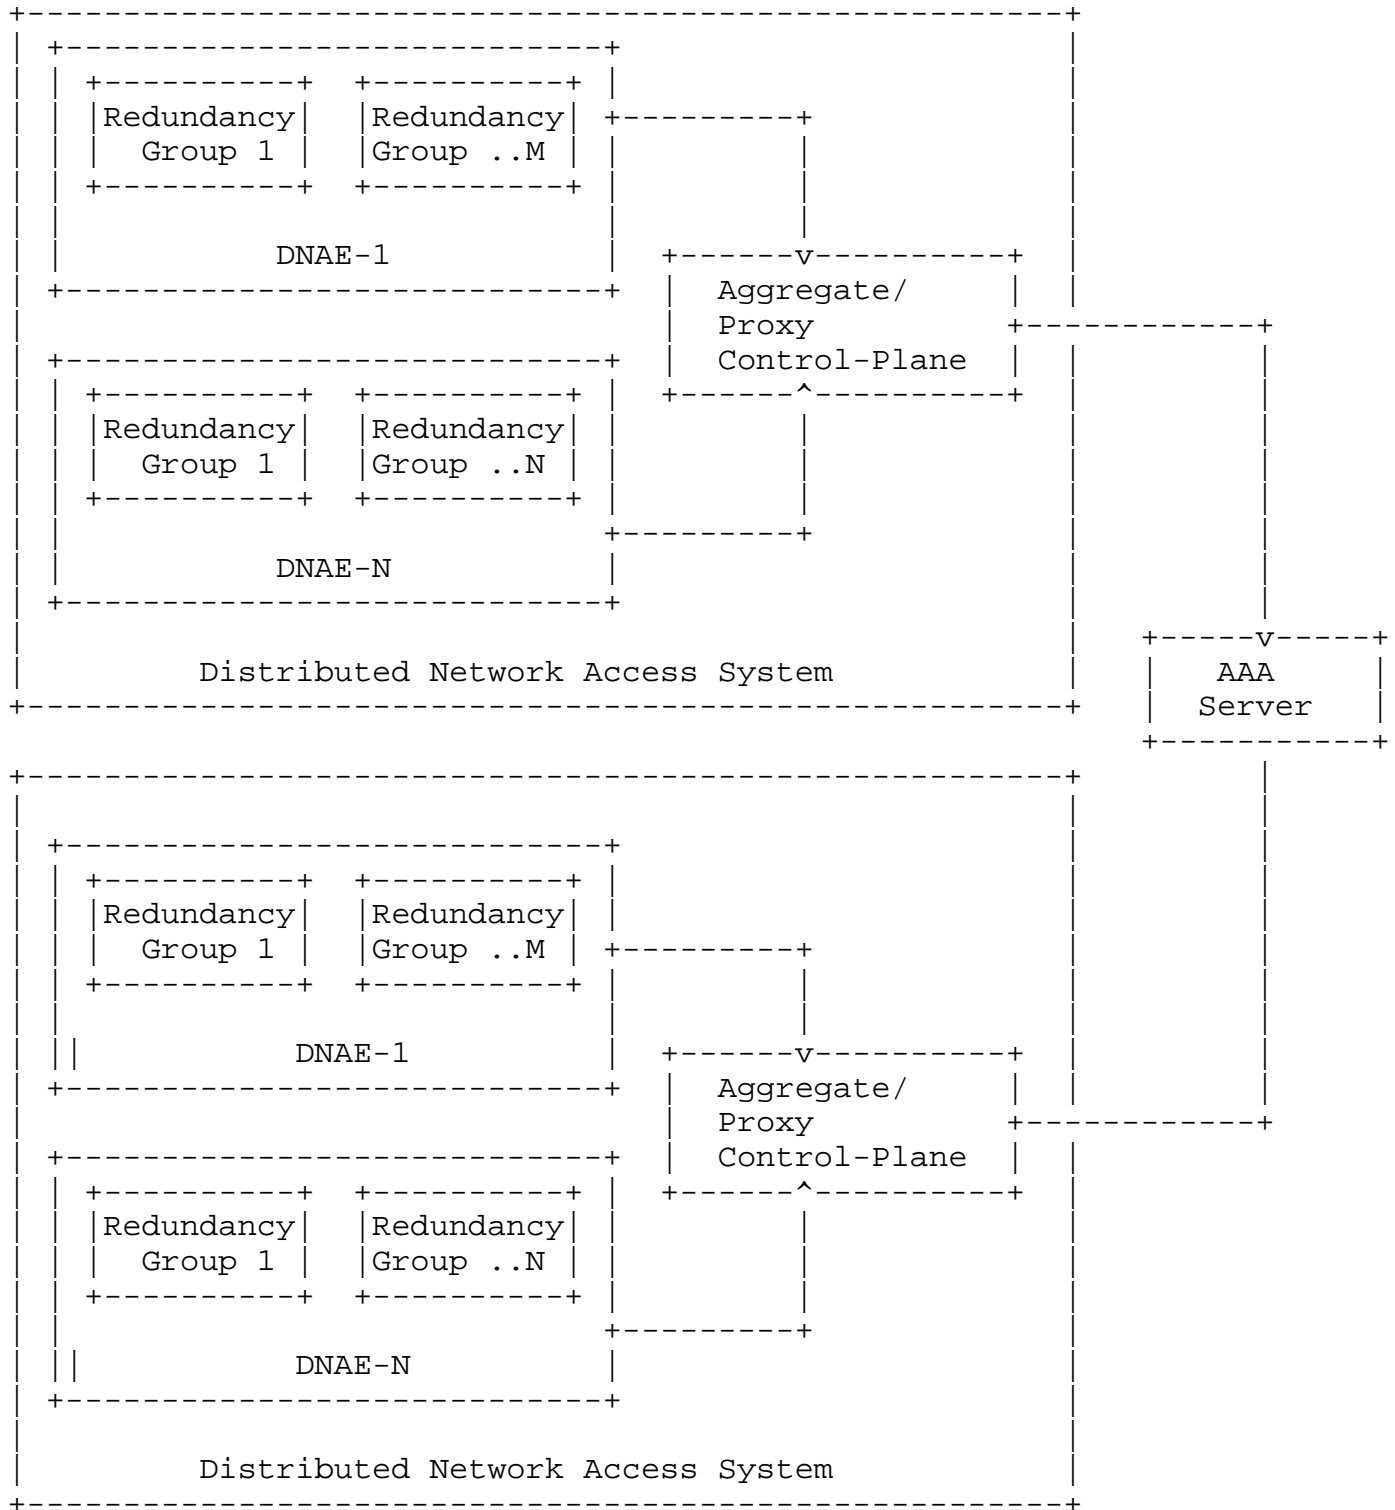 Redundancy Redundancy
Group 1 Group ..M
DNAE-1
Aggregate/
Proxy
Control-Plane
Redundancy Redundancy
Group 1 Group ..N
DNAE-N
Distributed Network Access System
AAA
Server
Redundancy Redundancy
Group 1 Group ..M
DNAE-1
Aggregate/
Proxy
Control-Plane
Redundancy Redundancy
Group 1 Group ..N
DNAE-N
Distributed Network Access System